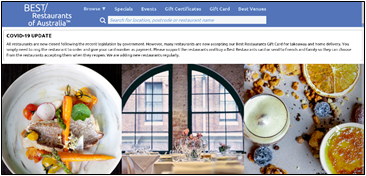 BEST/
Restaurants
of Australia™
Browse ▼ Specials Events Gift Certificates Gift Card Best Venues
Search for location, postcode or restaurant name
COVID-19 UPDATE
All restaurants are now closed following the recent legislation by government. However, many restaurants are now accepting our Best Restaurants Gift Card for takeaway and home delivery. You
simply need to ring the restaurant to order and give your card number as payment. Please support the restaurants and buy a Best Restaurants card or send to friends and family so they can choose
from the restaurants accepting them when they reopen. We are adding new restaurants regularly.